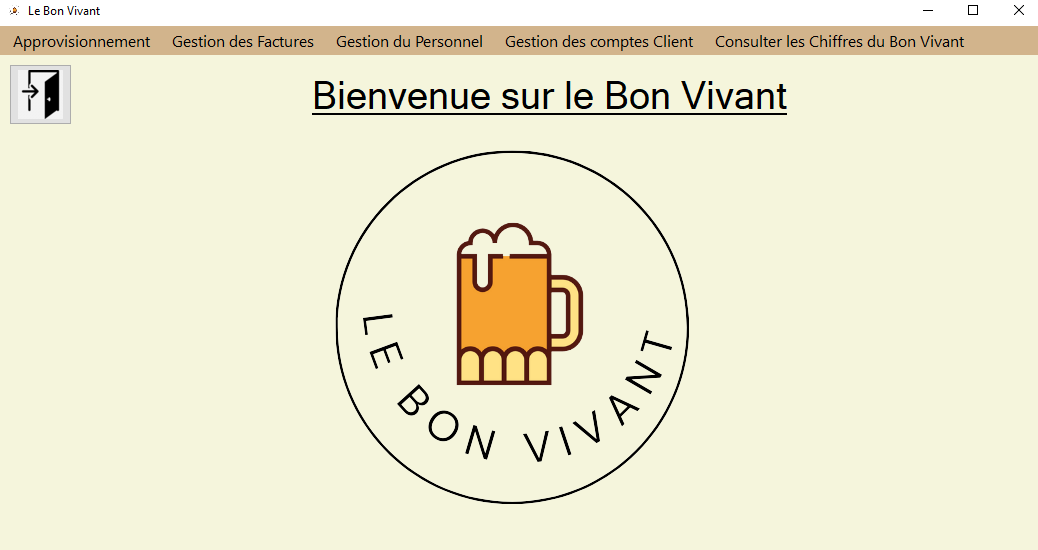 Le Bon Vivant
Approvisionnement Gestion des Factures Gestion du Personnel Gestion des comptes Client Consulter les Chiffres du Bon Vivant
Bienvenue sur le Bon Vivant
LE BON VIVANT